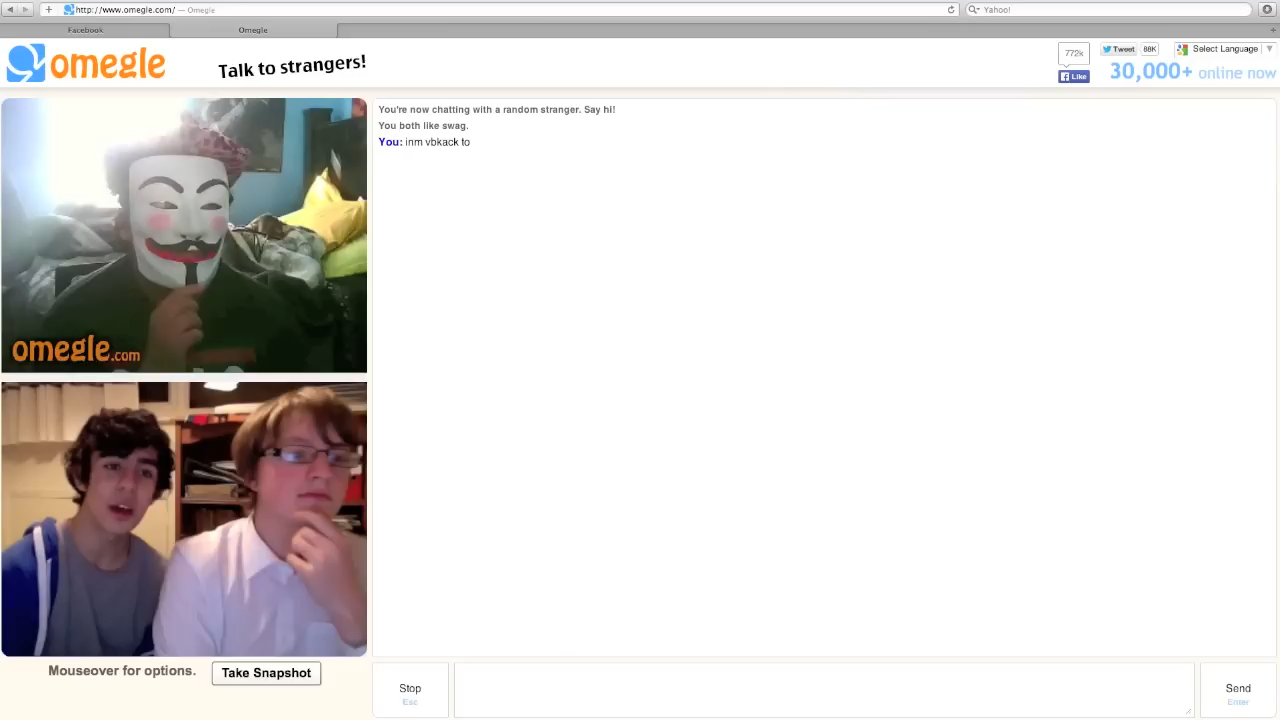 http://www.omegle.com/ — Omegle
Yahoo!
Facebook
Omegle
omegle
Talk to strangers!
772k
Like
Tweet
88K
Select Language
30,000+ online now
You're now chatting with a random stranger. Say hi!
You both like swag.
You: inm vbkack to
omegle.com
Mouseover for options.
Take Snapshot
Stop
Esc
Send
Enter